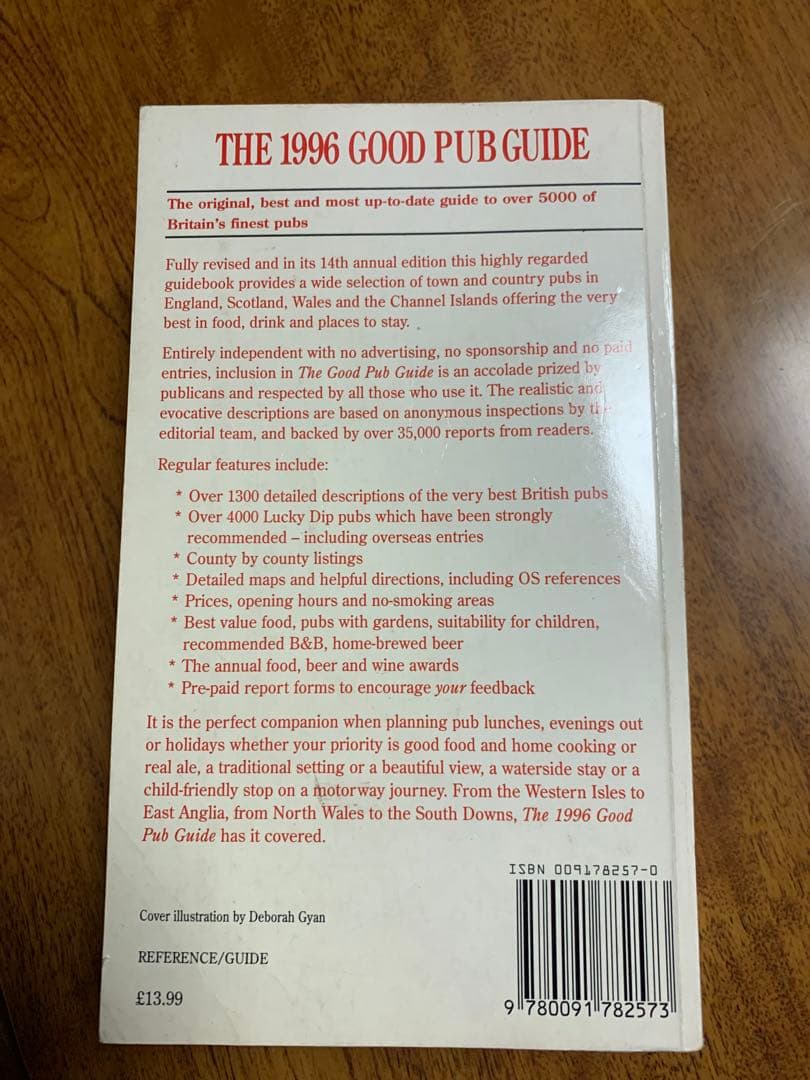 THE 1996 GOOD PUB GUIDE
The original, best and most up-to-date guide to over 5000 of
Britain's finest pubs
Fully revised and in its 14th annual edition this highly regarded
guidebook provides a wide selection of town and country pubs in
England, Scotland, Wales and the Channel Islands offering the very
best in food, drink and places to stay.
Entirely independent with no advertising, no sponsorship and no paid
entries, inclusion in The Good Pub Guide is an accolade prized by
publicans and respected by all those who use it. The realistic and
evocative descriptions are based on anonymous inspections by the
editorial team, and backed by over 35,000 reports from readers.
Regular features include:
* Over 1300 detailed descriptions of the very best British pubs
* Over 4000 Lucky Dip pubs which have been strongly
recommended – including overseas entries
* County by county listings
* Detailed maps and helpful directions, including OS references
* Prices, opening hours and no-smoking areas
* Best value food, pubs with gardens, suitability for children,
recommended B&B, home-brewed beer
* The annual food, beer and wine awards
* Pre-paid report forms to encourage your feedback
It is the perfect companion when planning pub lunches, evenings out
or holidays whether your priority is good food and home cooking or
real ale, a traditional setting or a beautiful view, a waterside stay or a
child-friendly stop on a motorway journey. From the Western Isles to
East Anglia, from North Wales to the South Downs, The 1996 Good
Pub Guide has it covered.
ISBN 009178257-0
Cover illustration by Deborah Gyan
REFERENCE/GUIDE
£13.99
9 780091 782573